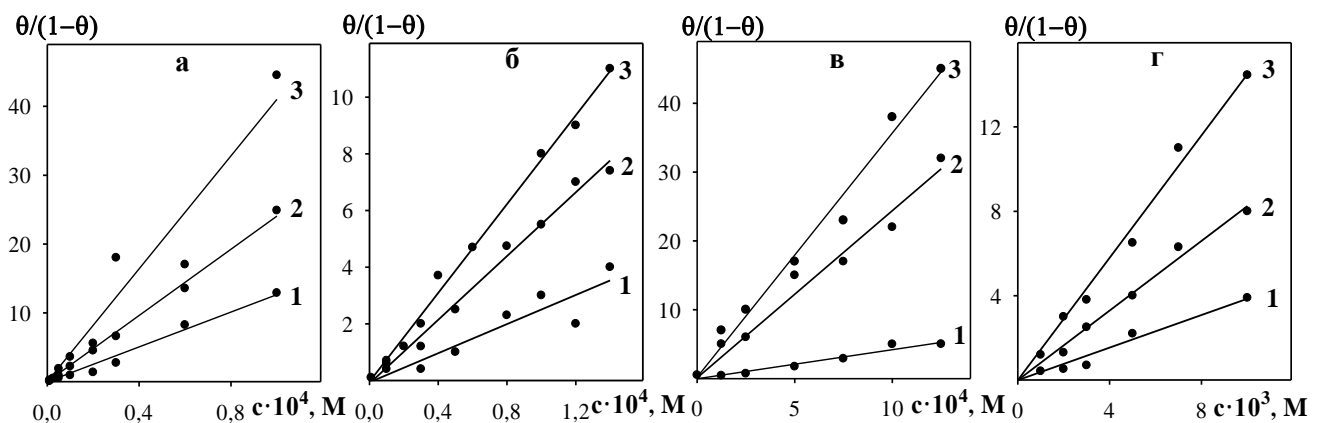 θ/(1−θ) θ/(1−θ) θ/(1−θ) θ/(1−θ)
а б в г
3 3 3 3
40 10 40 12
2 2 2 2
30 8 30 8
20 6 20 4
10 4 10
1 1 1 1
2
0,0 0,4 0,8 c·10⁴, М 0,0 0,4 0,8 1,2 c·10⁴, М 0 5 10 c·10⁴, М 0 4 8 c·10³, М